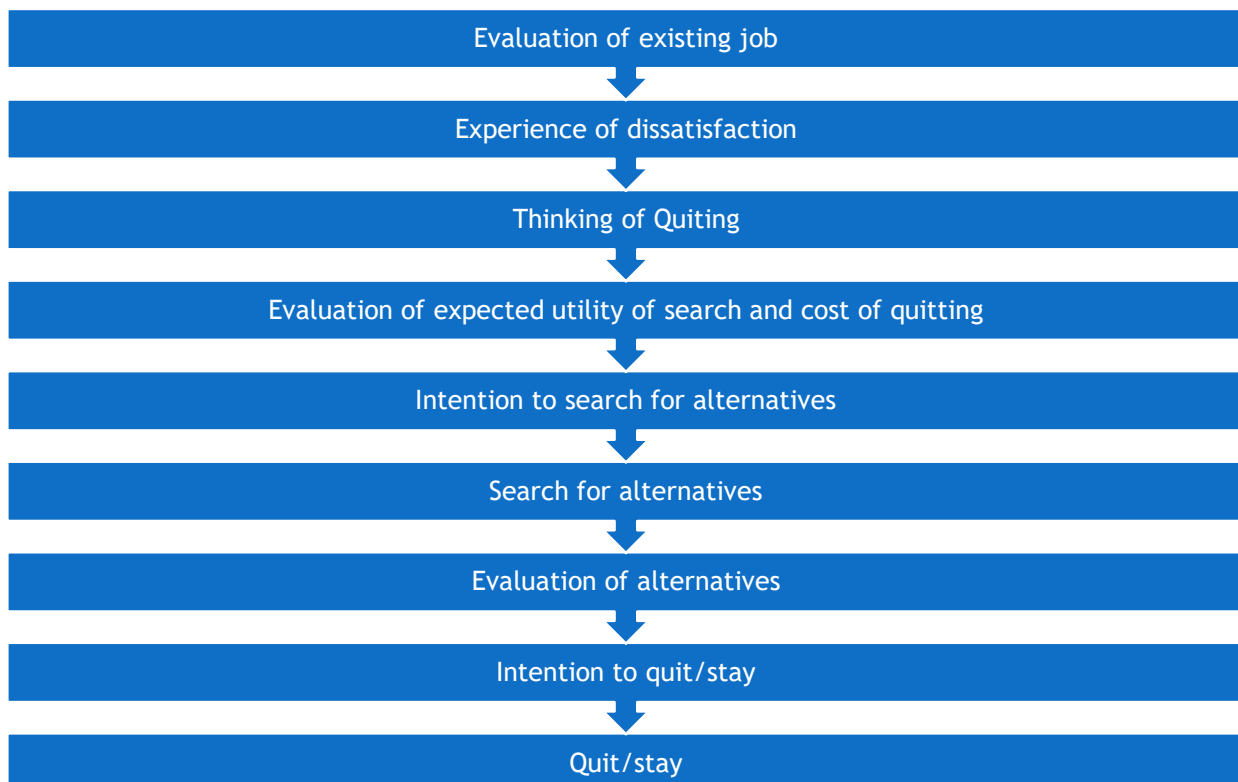 Evaluation of existing job
Experience of dissatisfaction
Thinking of Quiting
Evaluation of expected utility of search and cost of quitting
Intention to search for alternatives
Search for alternatives
Evaluation of alternatives
Intention to quit/stay
Quit/stay